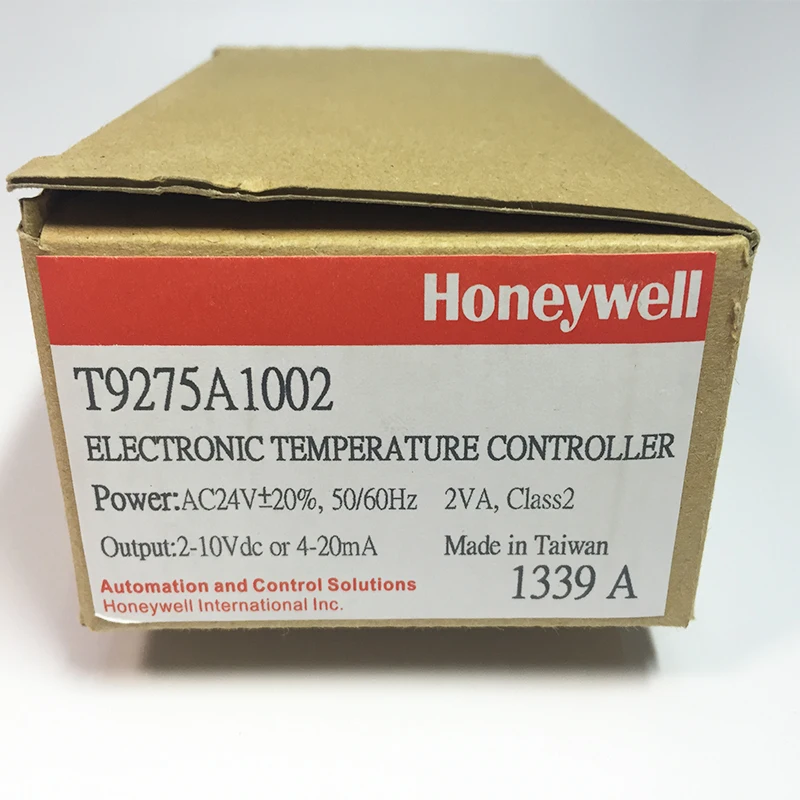 Honeywell
T9275A1002
ELECTRONIC TEMPERATURE CONTROLLER
Power:AC24V±20%, 50/60Hz 2VA, Class2
Output:2-10Vdc or 4-20mA Made in Taiwan
Automation and Control Solutions 1339 A
Honeywell International Inc.